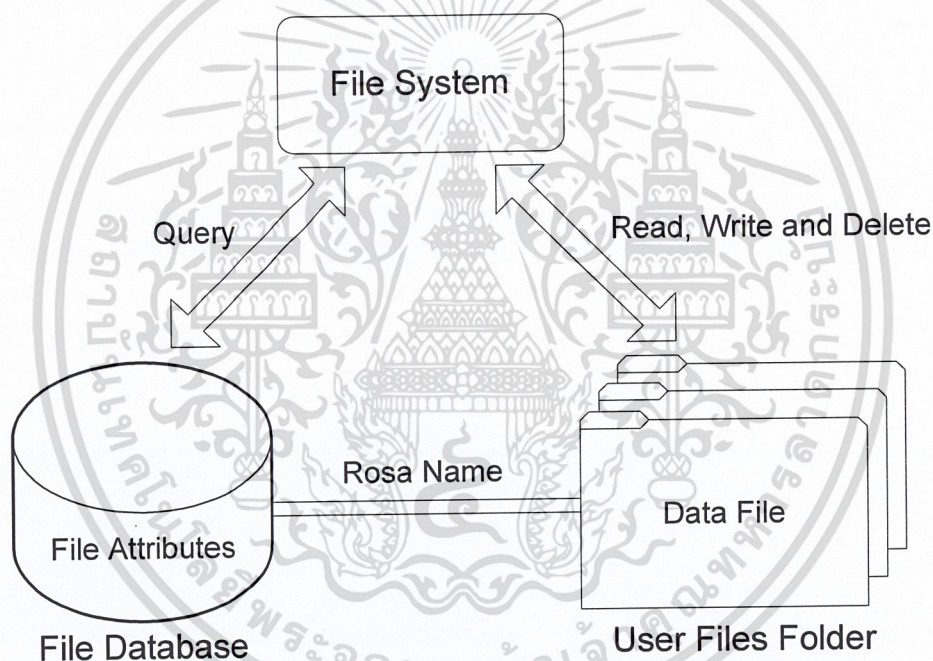 File System
Query
Read, Write and Delete
Rosa Name
File Attributes
Data File
File Database
User Files Folder